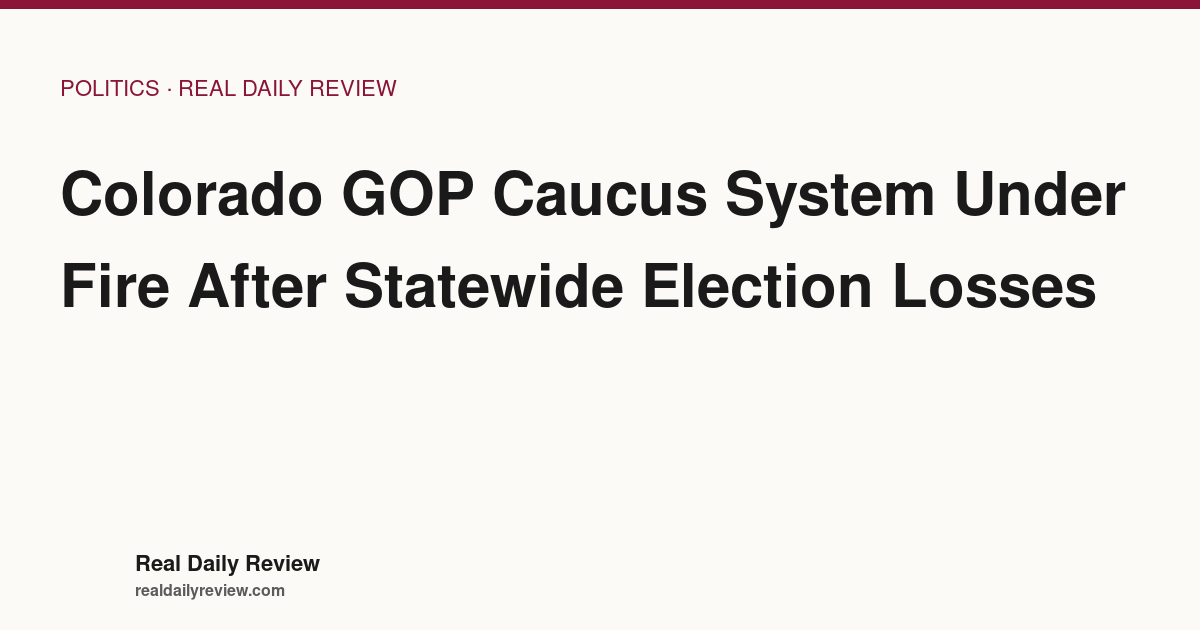 POLITICS · REAL DAILY REVIEW
Colorado GOP Caucus System Under
Fire After Statewide Election Losses
Real Daily Review
realdailyreview.com